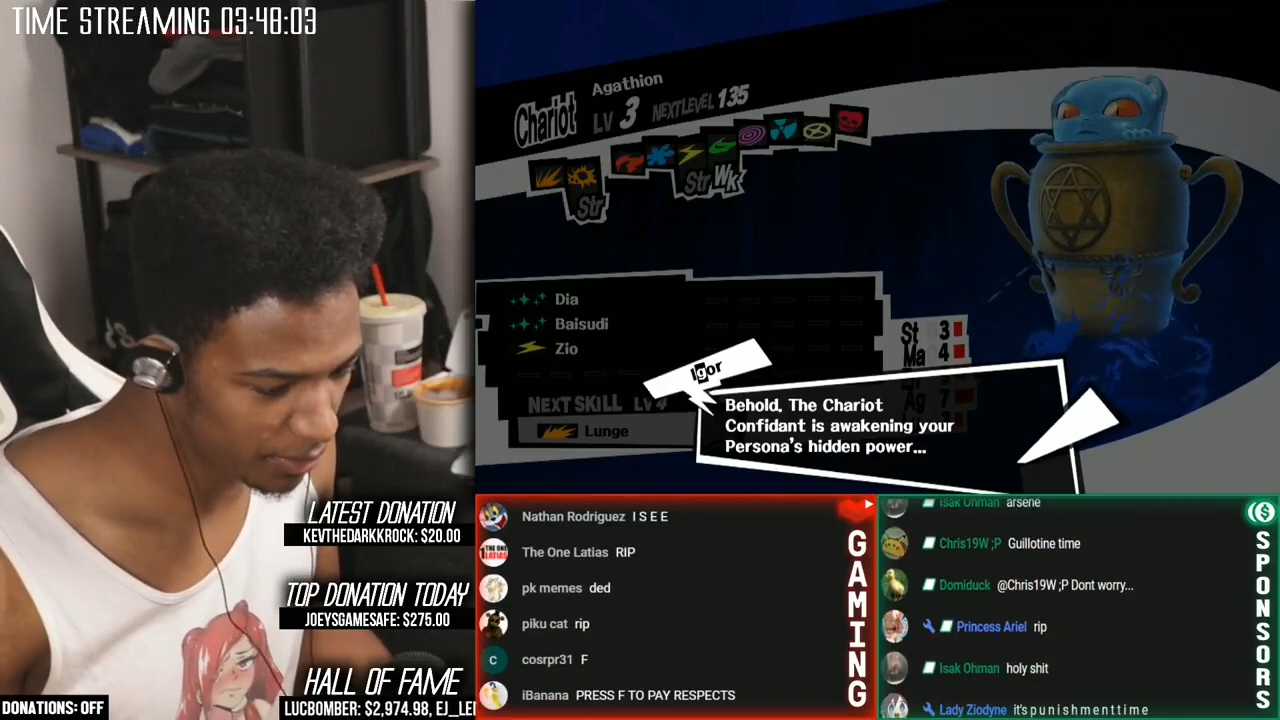 TIME STREAMING 03:48:03
Chariot
Agathion
LV 3 NEXT LEVEL 135
Str
Str
Wk
Dia
Baisudi
Zio
NEXT SKILL LV 4
Lunge
St 3
Ma 4
Ag 7
Igor
Behold, The Chariot
Confidant is awakening your
Persona's hidden power...
LATEST DONATION
KEVTHEDARKKROCK: $20.00
TOP DONATION TODAY
JOEYSGAMESAFE: $275.00
HALL OF FAME
LUCBOMBER: $2,974.98, EJ_LE
DONATIONS: OFF
Nathan Rodriguez I S E E
The One Latias RIP
pk memes ded
piku cat rip
cosrpr31 F
iBanana PRESS F TO PAY RESPECTS
GAMING
Isak Ohman arsene
Chris19W ;P Guillotine time
Domiduck @Chris19W ;P Dont worry...
Princess Ariel rip
Isak Ohman holy shit
Lady Ziodyne it's p u n i s h m e n t t i m e
SPONSORS